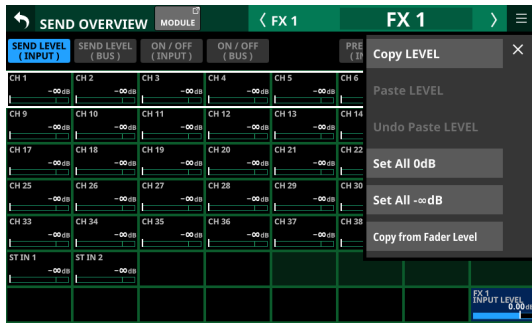 SEND OVERVIEW MODULE FX 1 FX 1
SEND LEVEL (INPUT) SEND LEVEL (BUS) ON / OFF (INPUT) ON / OFF (BUS)
Copy LEVEL
Paste LEVEL
Undo Paste LEVEL
Set All 0dB
Set All -∞dB
Copy from Fader Level
CH 1 CH 2 CH 3 CH 4 CH 5 CH 6
-∞dB -∞dB -∞dB -∞dB -∞dB
CH 9 CH 10 CH 11 CH 12 CH 13 CH 14
-∞dB -∞dB -∞dB -∞dB -∞dB
CH 17 CH 18 CH 19 CH 20 CH 21 CH 22
-∞dB -∞dB -∞dB -∞dB -∞dB
CH 25 CH 26 CH 27 CH 28 CH 29 CH 30
-∞dB -∞dB -∞dB -∞dB -∞dB
CH 33 CH 34 CH 35 CH 36 CH 37 CH 38
-∞dB -∞dB -∞dB -∞dB -∞dB
ST IN 1 ST IN 2
-∞dB -∞dB
FX 1
INPUT LEVEL
0.00dB